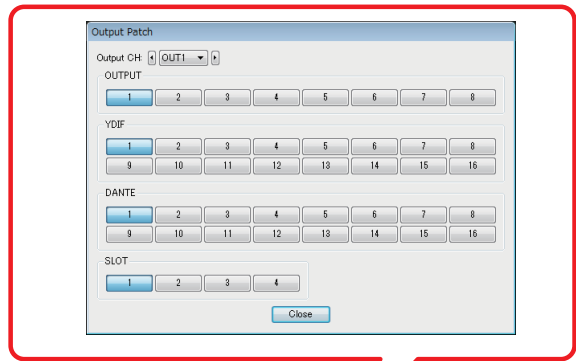 Output Patch
Output CH: OUT1
OUTPUT
1 2 3 4 5 6 7 8
YDIF
1 2 3 4 5 6 7 8
9 10 11 12 13 14 15 16
DANTE
1 2 3 4 5 6 7 8
9 10 11 12 13 14 15 16
SLOT
1 2 3 4
Close